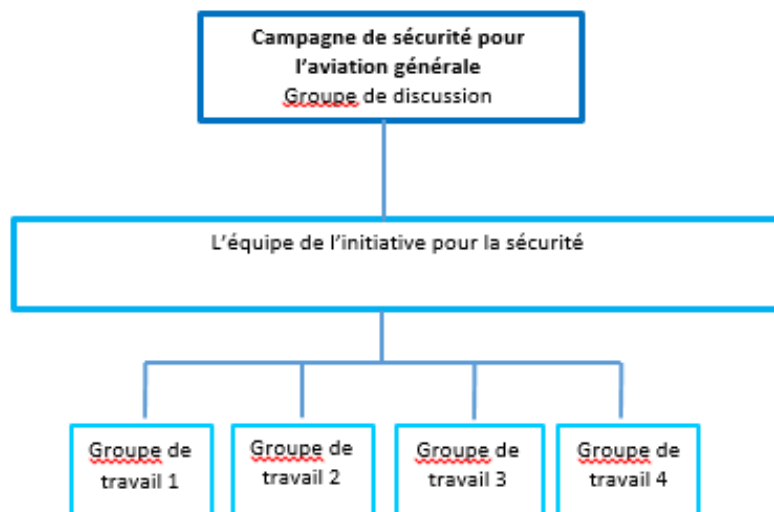 Campagne de sécurité pour
l'aviation générale
Groupe de discussion
L'équipe de l'initiative pour la sécurité
Groupe de
travail 1
Groupe de
travail 2
Groupe de
travail 3
Groupe de
travail 4